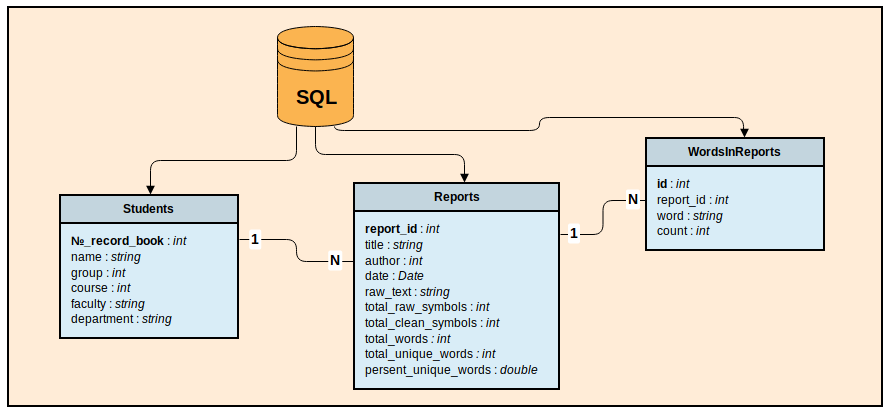 SQL
Students
№_record_book : int
name : string
group : int
course : int
faculty : string
department : string
1
N
Reports
report_id : int
title : string
author : int
date : Date
raw_text : string
total_raw_symbols : int
total_clean_symbols : int
total_words : int
total_unique_words : int
persent_unique_words : double
1
N
WordsInReports
id : int
report_id : int
word : string
count : int